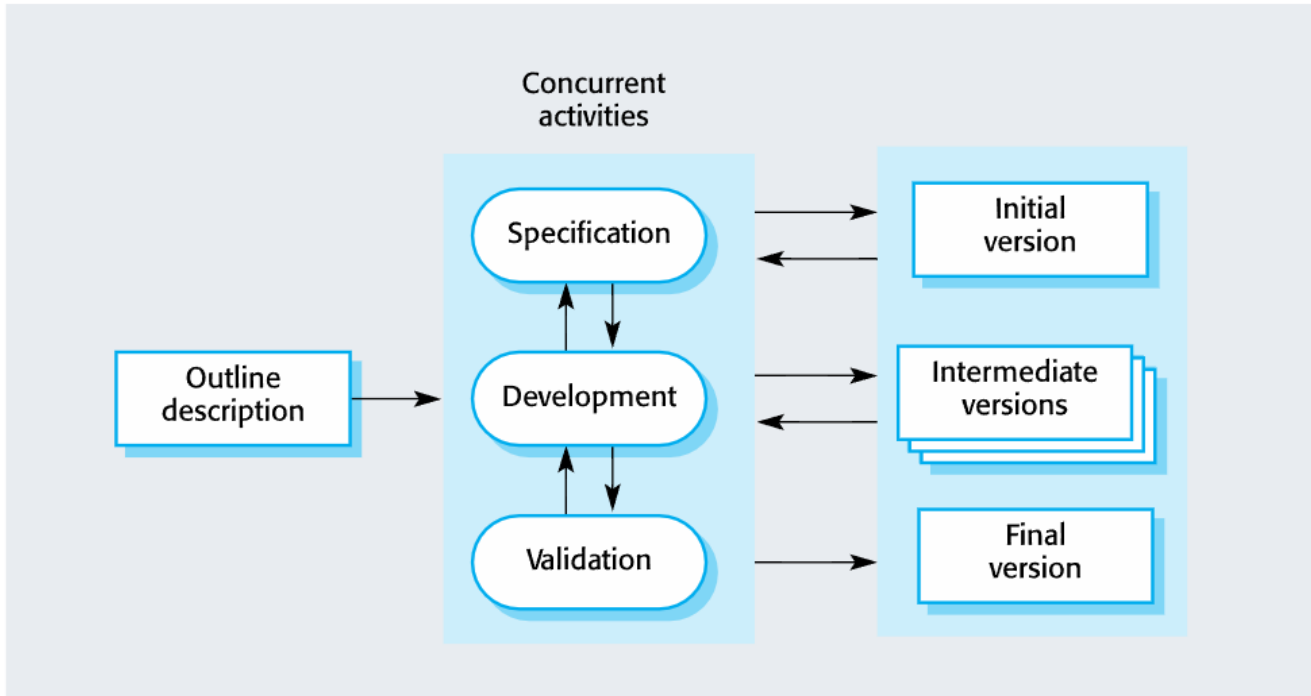 Concurrent
activities
Specification
Initial
version
Outline
description
Development
Intermediate
versions
Validation
Final
version